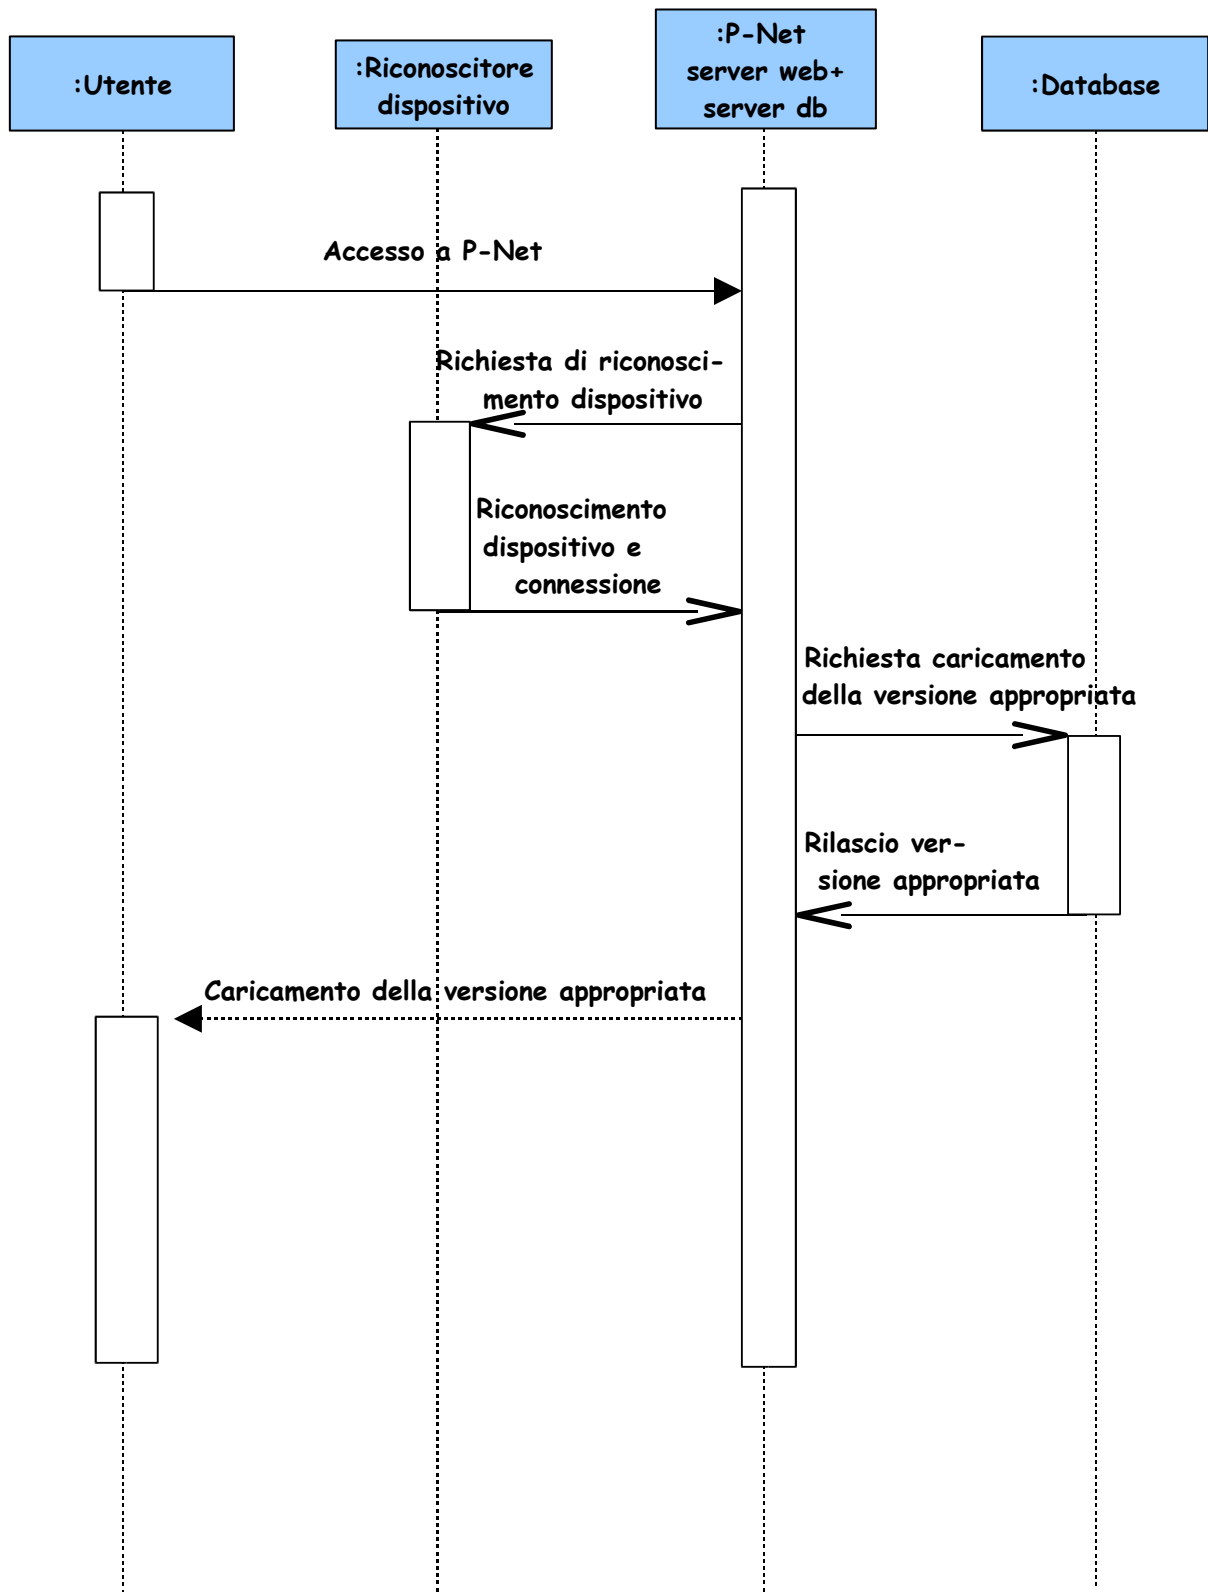 :Utente
:Riconoscitore
dispositivo
:P-Net
server web+
server db
:Database
Accesso a P-Net
Richiesta di riconosci-
mento dispositivo
Riconoscimento
dispositivo e
connessione
Richiesta caricamento
della versione appropriata
Rilascio ver-
sione appropriata
Caricamento della versione appropriata